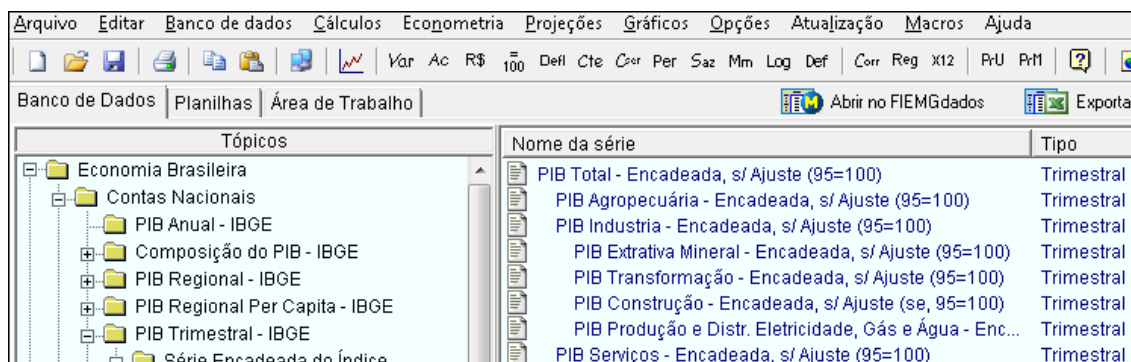 Arquivo Editar Banco de dados Cálculos Econometria Projeções Gráficos Opções Atualização Macros Ajuda
Var Ac R$ 100 Defl Cte Cⁿᵒʳ Per Saz Mm Log Def Corr Reg X12 PrU PrM
Banco de Dados Planilhas Área de Trabalho Abrir no FIEMGdados Exporta
Tópicos
Economia Brasileira
Contas Nacionais
PIB Anual - IBGE
Composição do PIB - IBGE
PIB Regional - IBGE
PIB Regional Per Capita - IBGE
PIB Trimestral - IBGE
Série Encadeada do Índice
Nome da série Tipo
PIB Total - Encadeada, s/ Ajuste (95=100) Trimestral
PIB Agropecuária - Encadeada, s/ Ajuste (95=100) Trimestral
PIB Industria - Encadeada, s/ Ajuste (95=100) Trimestral
PIB Extrativa Mineral - Encadeada, s/ Ajuste (95=100) Trimestral
PIB Transformação - Encadeada, s/ Ajuste (95=100) Trimestral
PIB Construção - Encadeada, s/ Ajuste (se, 95=100) Trimestral
PIB Produção e Distr. Eletricidade, Gás e Água - Enc... Trimestral
PIB Serviços - Encadeada, s/ Ajuste (95=100) Trimestral